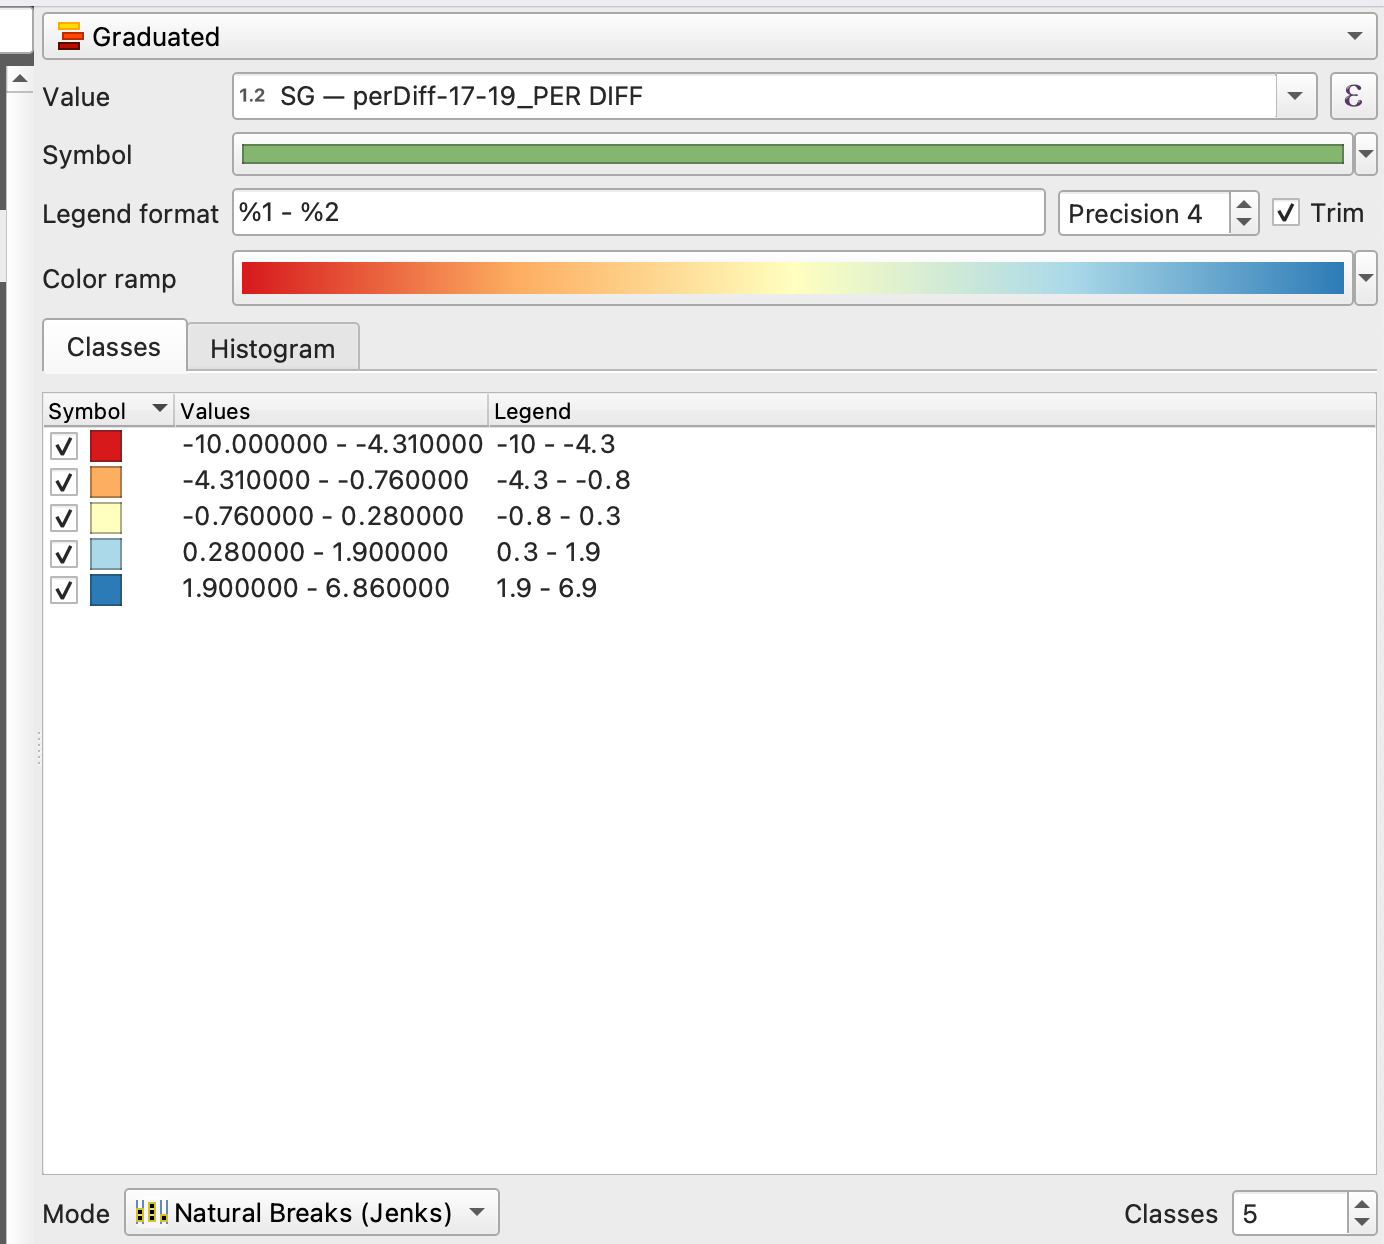 Graduated
Value 1.2 SG — perDiff-17-19_PER DIFF ε
Symbol
Legend format %1 - %2 Precision 4 Trim
Color ramp
Classes Histogram
Symbol Values Legend
-10.000000 - -4.310000 -10 - -4.3
-4.310000 - -0.760000 -4.3 - -0.8
-0.760000 - 0.280000 -0.8 - 0.3
0.280000 - 1.900000 0.3 - 1.9
1.900000 - 6.860000 1.9 - 6.9
Mode Natural Breaks (Jenks) Classes 5